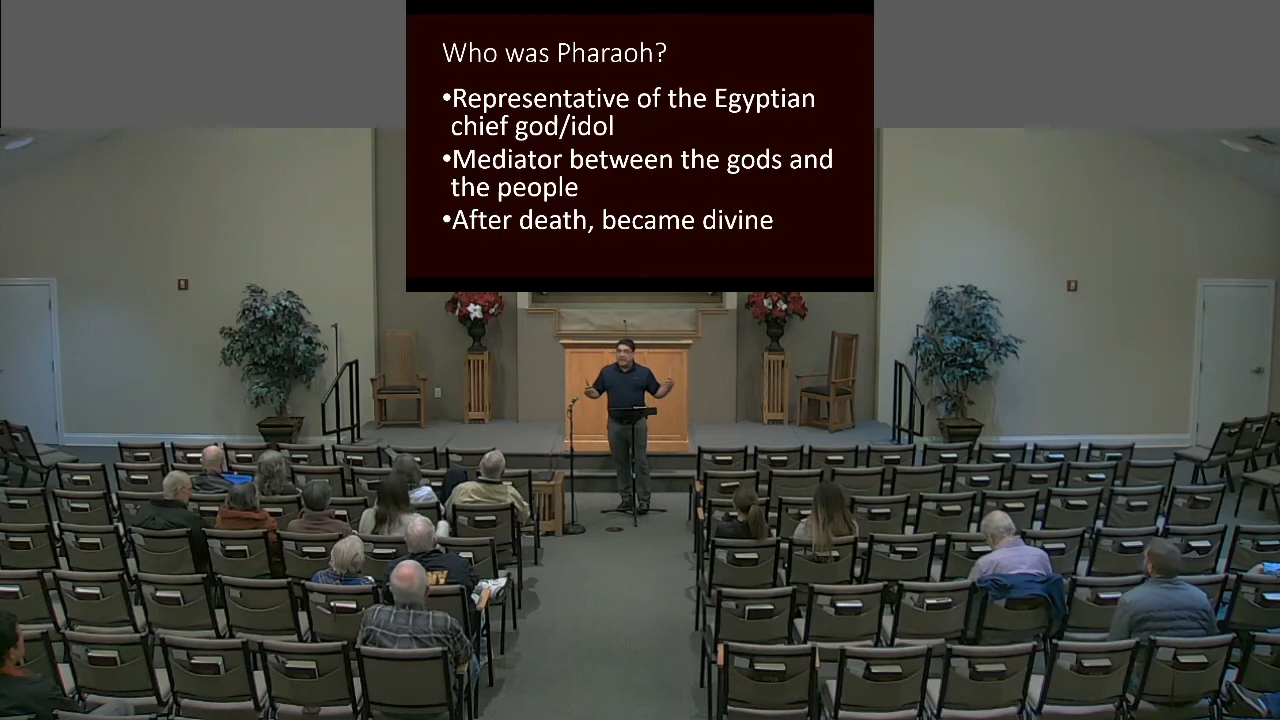 Who was Pharaoh?
•Representative of the Egyptian
chief god/idol
•Mediator between the gods and
the people
•After death, became divine